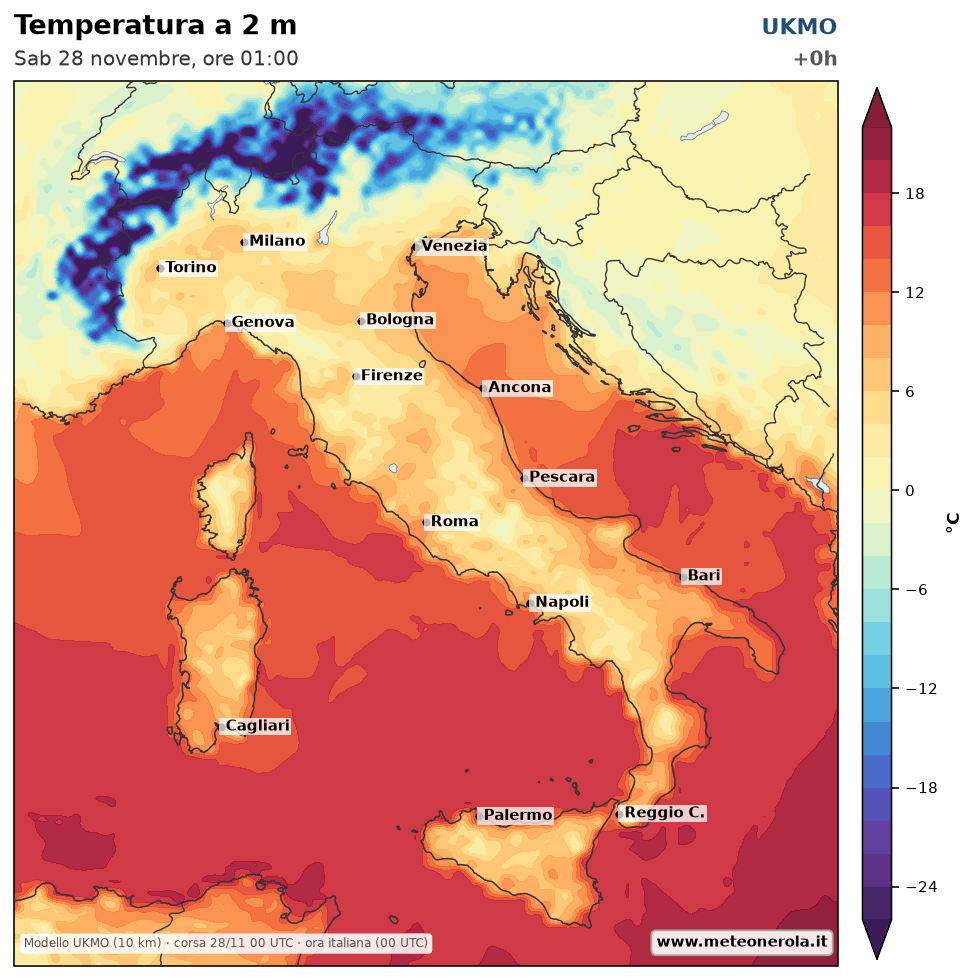 Temperatura a 2 m
UKMO
Sab 28 novembre, ore 01:00
+0h
Milano
Venezia
Torino
Genova
Bologna
Firenze
Ancona
Pescara
Roma
Bari
Napoli
Cagliari
Palermo
Reggio C.
18
12
6
0
−6
−12
−18
−24
°C
Modello UKMO (10 km) · corsa 28/11 00 UTC · ora italiana (00 UTC)
www.meteonerola.it